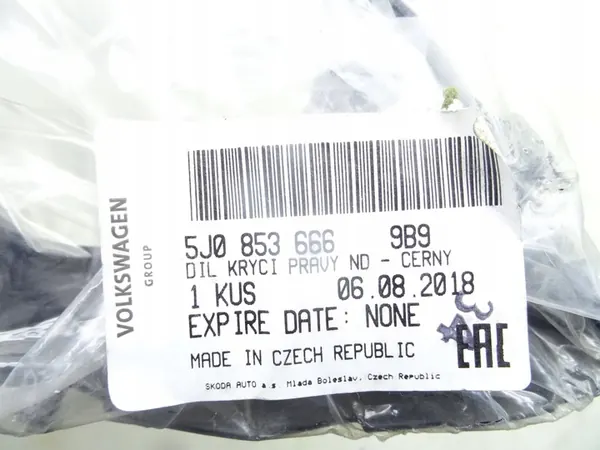 VOLKSWAGEN
GROUP
5J0 853 666 9B9
DIL KRYCI PRAVY ND - CERNY
1 KUS 06.08.2018
EXPIRE DATE: NONE
MADE IN CZECH REPUBLIC
EAC
SKODA AUTO a.s. Mlada Boleslav, Czech Republic